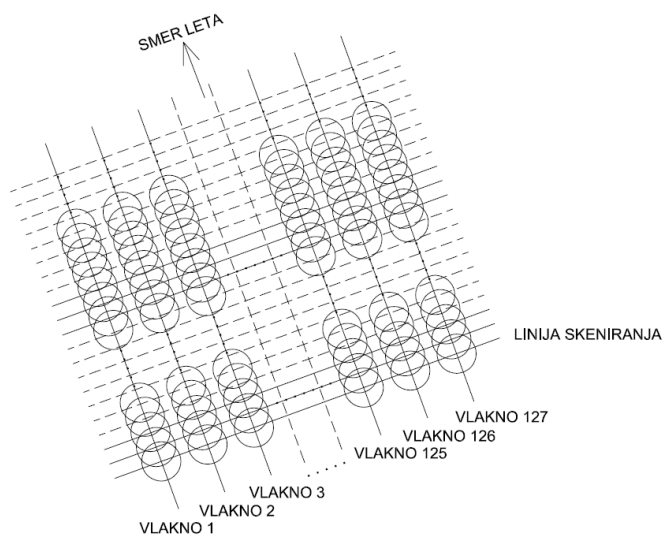 SMER LETA
LINIJA SKENIRANJA
VLAKNO 127
VLAKNO 126
VLAKNO 125
VLAKNO 3
VLAKNO 2
VLAKNO 1